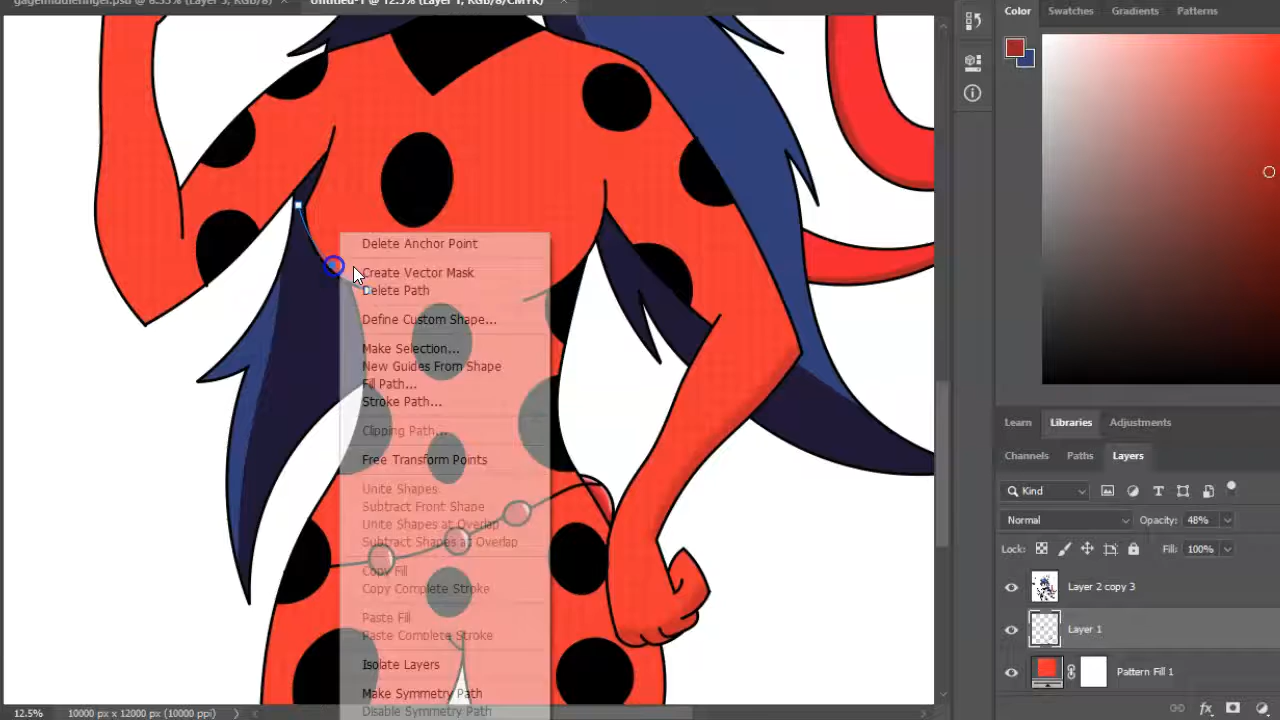 Untitled-1 @ 12.5% (Layer 1, RGB/8/CMYK)
Color Swatches Gradients Patterns
Delete Anchor Point
Create Vector Mask
Delete Path
Define Custom Shape...
Make Selection...
New Guides From Shape
Fill Path...
Stroke Path...
Clipping Path...
Free Transform Points
Unite Shapes
Subtract Front Shape
Unite Shapes at Overlap
Subtract Shapes at Overlap
Copy Fill
Copy Complete Stroke
Paste Fill
Paste Complete Stroke
Isolate Layers
Make Symmetry Path
Disable Symmetry Path
Learn Libraries Adjustments
Channels Paths Layers
Kind
Normal Opacity: 48%
Lock: Fill: 100%
Layer 2 copy 3
Layer 1
Pattern Fill 1
12.5% 10000 px x 12000 px (10000 ppi)